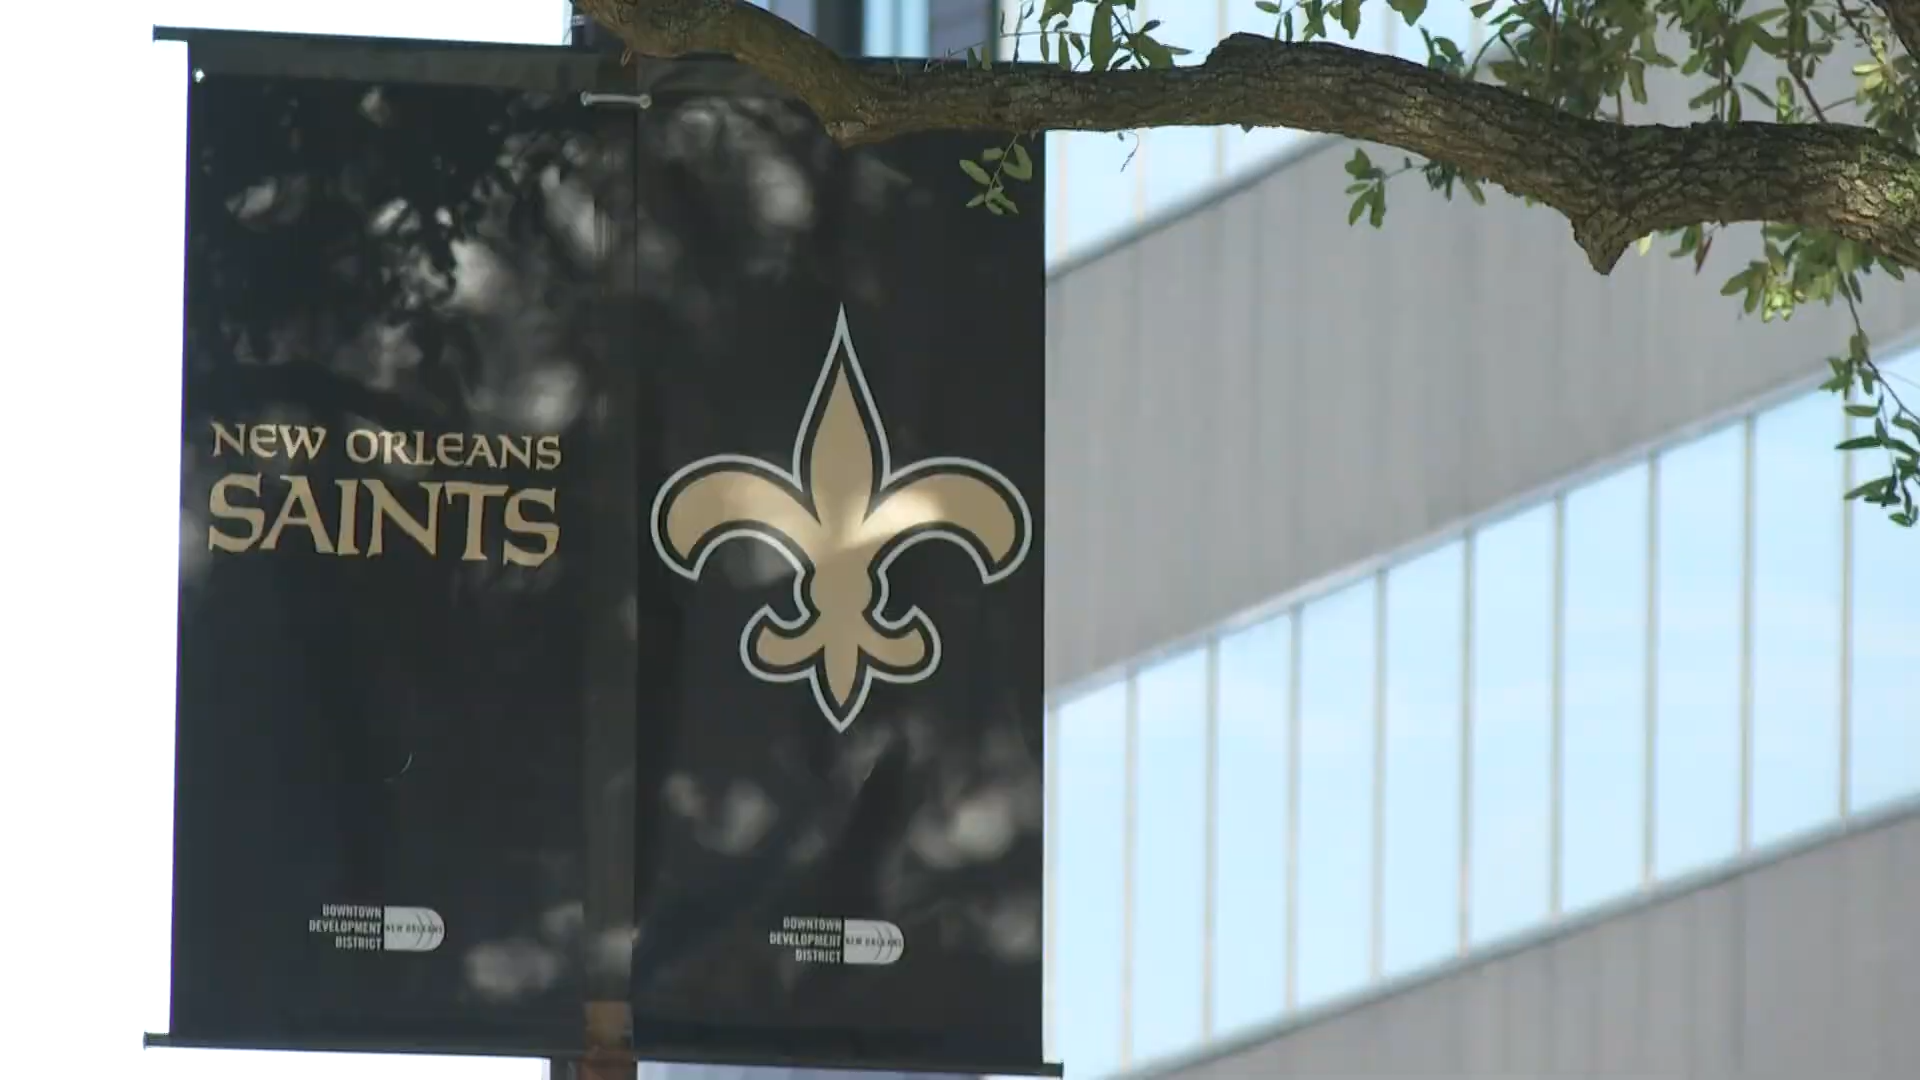 NEW ORLEANS
SAINTS
DOWNTOWN
DEVELOPMENT
DISTRICT
NEW ORLEANS
DOWNTOWN
DEVELOPMENT
DISTRICT
NEW ORLEANS